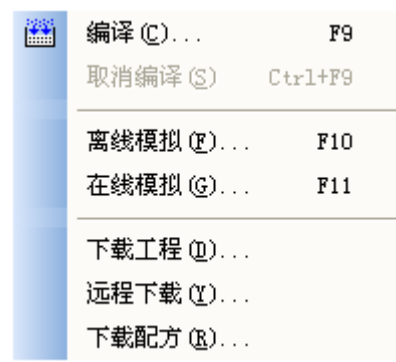 编译(C)... F9
取消编译(S) Ctrl+F9
离线模拟(F)... F10
在线模拟(G)... F11
下载工程(D)...
远程下载(Y)...
下载配方(R)...